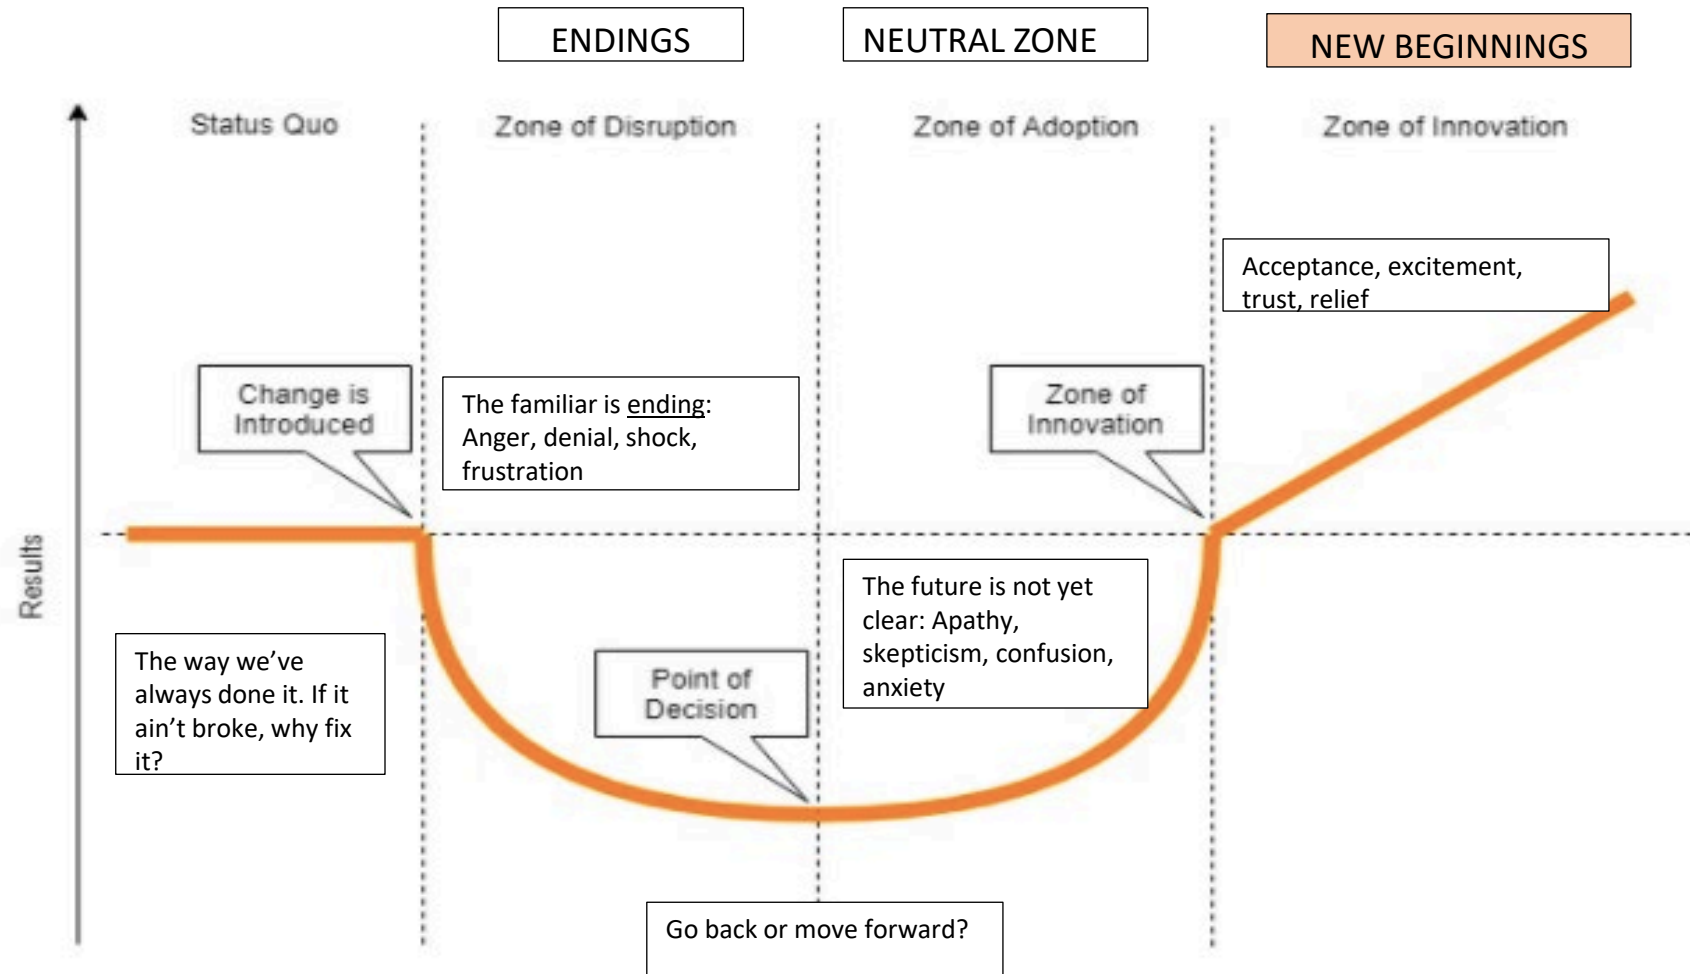 ENDINGS
NEUTRAL ZONE
NEW BEGINNINGS
Status Quo
Zone of Disruption
Zone of Adoption
Zone of Innovation
Acceptance, excitement,
trust, relief
Change is
Introduced
The familiar is ending:
Anger, denial, shock,
frustration
Zone of
Innovation
Results
The way we’ve
always done it. If it
ain’t broke, why fix
it?
Point of
Decision
The future is not yet
clear: Apathy,
skepticism, confusion,
anxiety
Go back or move forward?